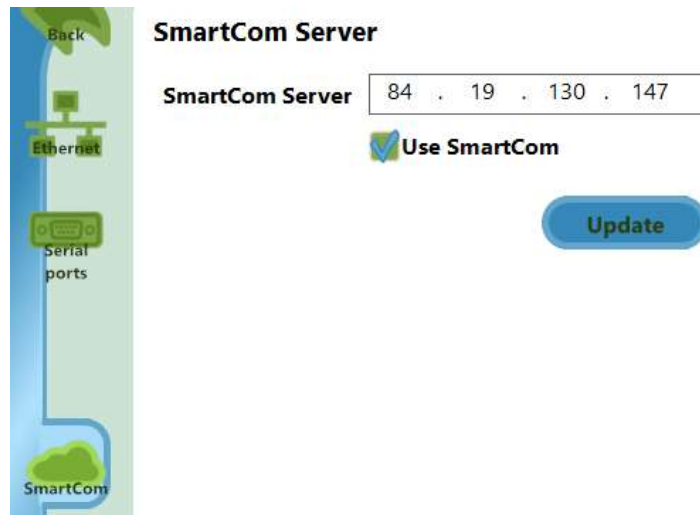 Back
SmartCom Server
SmartCom Server 84 . 19 . 130 . 147
Ethernet
Use SmartCom
Update
Serial
ports
SmartCom